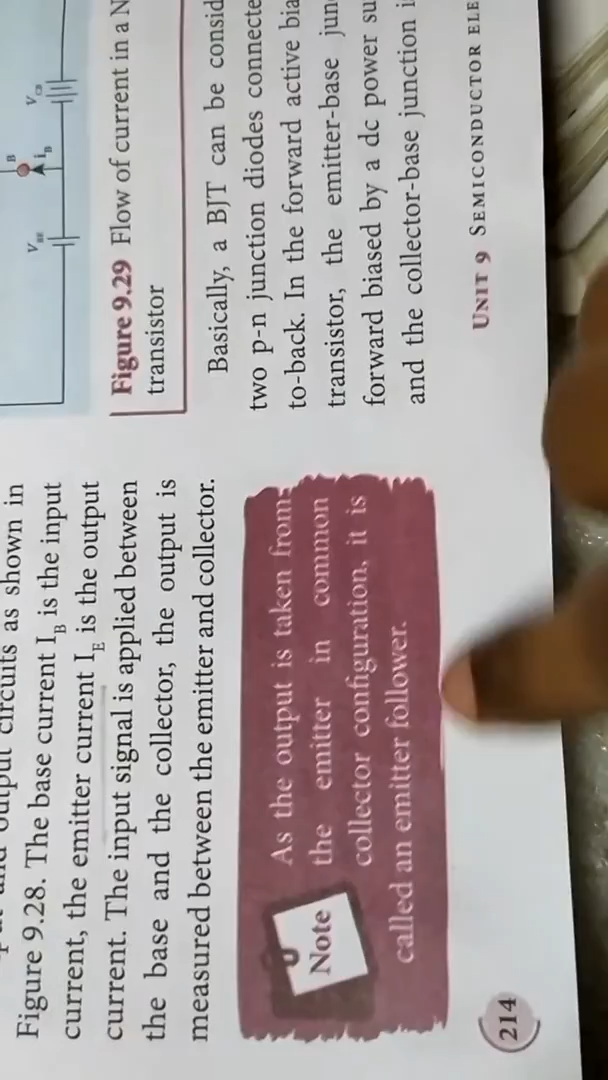 Figure 9.28. The base current I_B is the input
current, the emitter current I_E is the output
current. The input signal is applied between
the base and the collector, the output is
measured between the emitter and collector.
Note
As the output is taken from
the emitter in common
collector configuration, it is
called an emitter follower.
214
B
I_B
Figure 9.29 Flow of current in a N
transistor
Basically, a BJT can be consid
two p-n junction diodes connecte
to-back. In the forward active bia
transistor, the emitter-base jun
forward biased by a dc power su
and the collector-base junction i
UNIT 9 SEMICONDUCTOR ELE